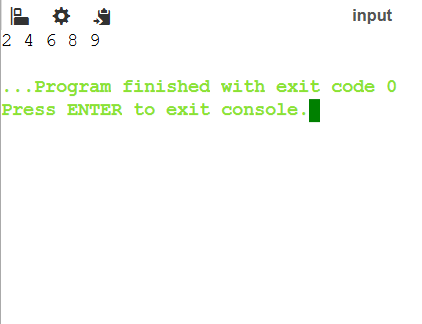 input
2 4 6 8 9
...Program finished with exit code 0
Press ENTER to exit console.